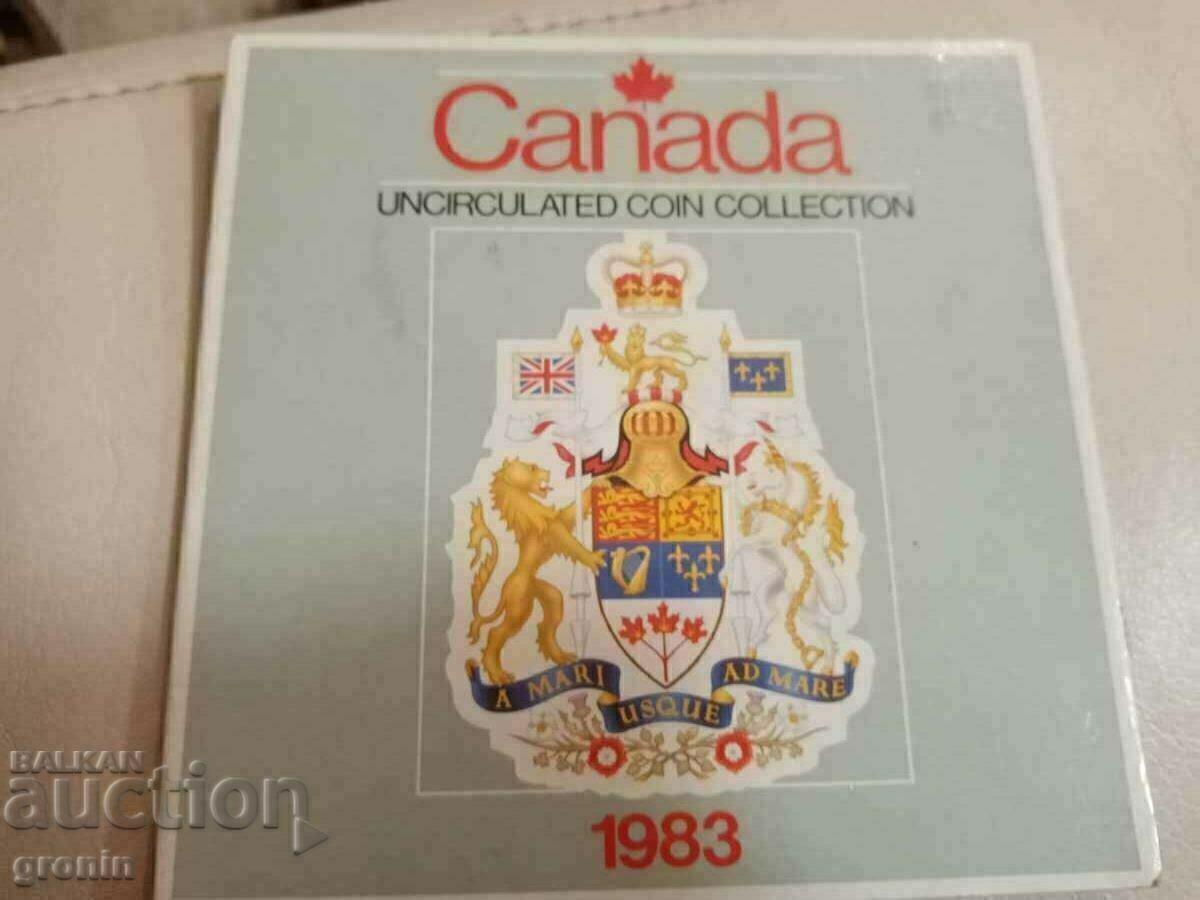 Canada
UNCIRCULATED COIN COLLECTION
A MARI USQUE AD MARE
1983
BALKAN
auction
gronin